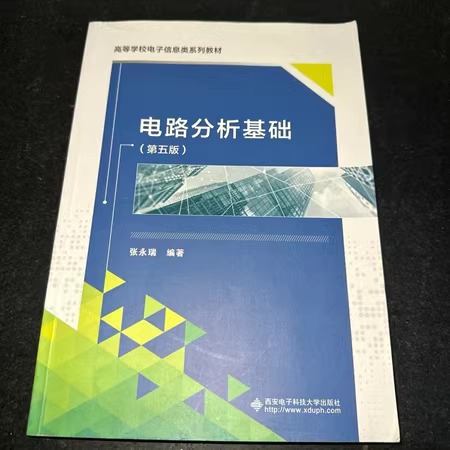 高等学校电子信息类系列教材
电路分析基础
（第五版）
张永瑞 编著
西安电子科技大学出版社
http://www.xduph.com